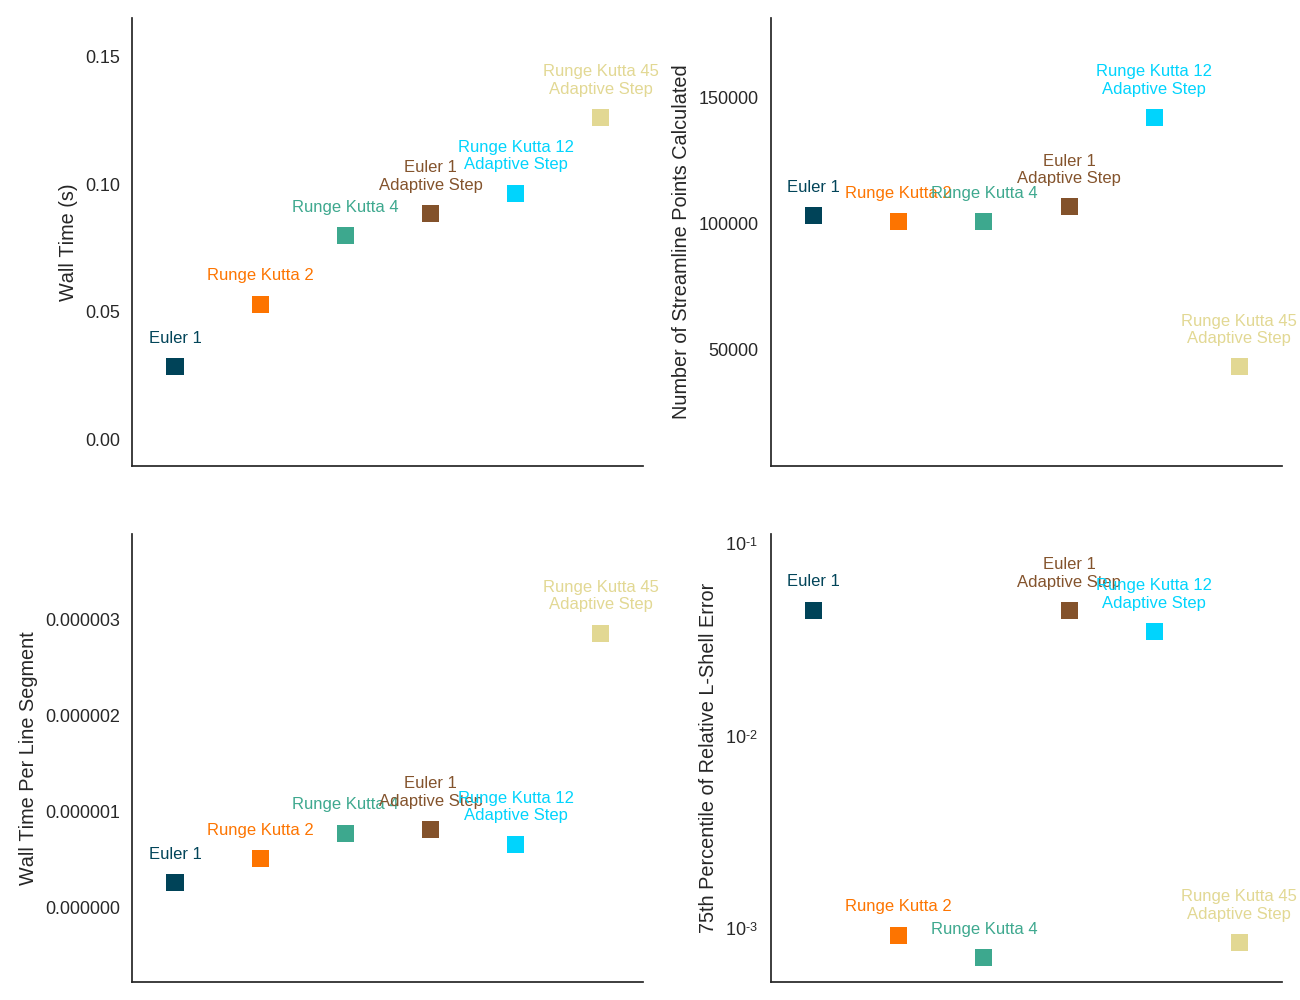 Wall Time (s)
0.15
0.10
0.05
0.00
Euler 1
Runge Kutta 2
Runge Kutta 4
Euler 1
Adaptive Step
Runge Kutta 12
Adaptive Step
Runge Kutta 45
Adaptive Step
Number of Streamline Points Calculated
150000
100000
50000
Euler 1
Runge Kutta 2
Runge Kutta 4
Euler 1
Adaptive Step
Runge Kutta 12
Adaptive Step
Runge Kutta 45
Adaptive Step
Wall Time Per Line Segment
0.000003
0.000002
0.000001
0.000000
Euler 1
Runge Kutta 2
Runge Kutta 4
Euler 1
Adaptive Step
Runge Kutta 12
Adaptive Step
Runge Kutta 45
Adaptive Step
75th Percentile of Relative L-Shell Error
10-1
10-2
10-3
Euler 1
Runge Kutta 2
Runge Kutta 4
Euler 1
Adaptive Step
Runge Kutta 12
Adaptive Step
Runge Kutta 45
Adaptive Step